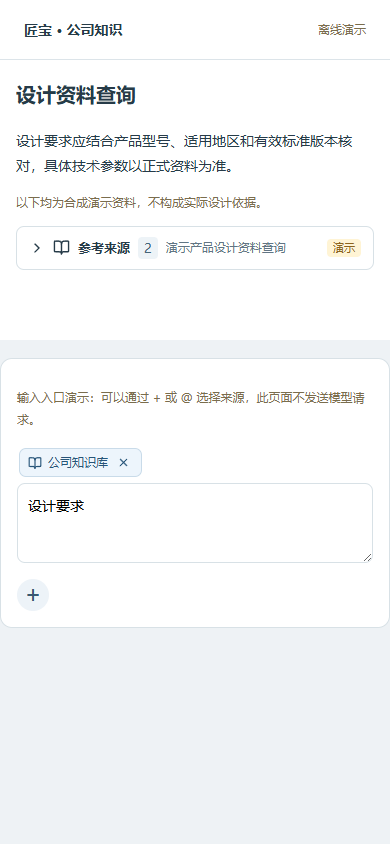 匠宝·公司知识
离线演示
设计资料查询
设计要求应结合产品型号、适用地区和有效标准版本核
对，具体技术参数以正式资料为准。
以下均为合成演示资料，不构成实际设计依据。
参考来源 2 演示产品设计资料查询 演示
输入入口演示：可以通过 + 或 @ 选择来源，此页面不发送模型请
求。
公司知识库 ×
设计要求
+